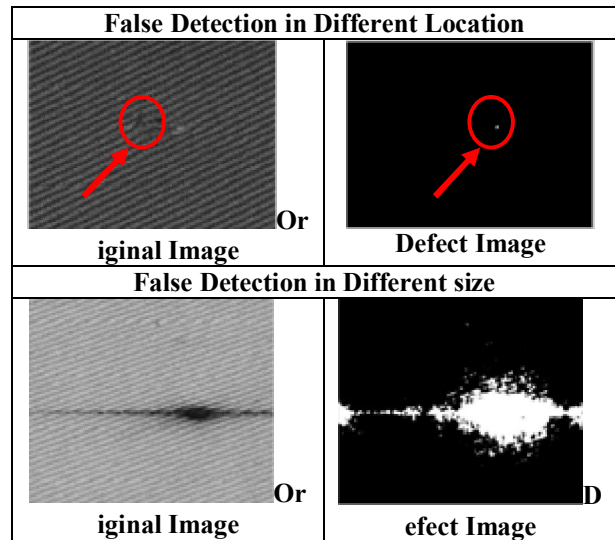 False Detection in Different Location
Or
iginal Image
Defect Image
False Detection in Different size
Or
iginal Image
D
efect Image